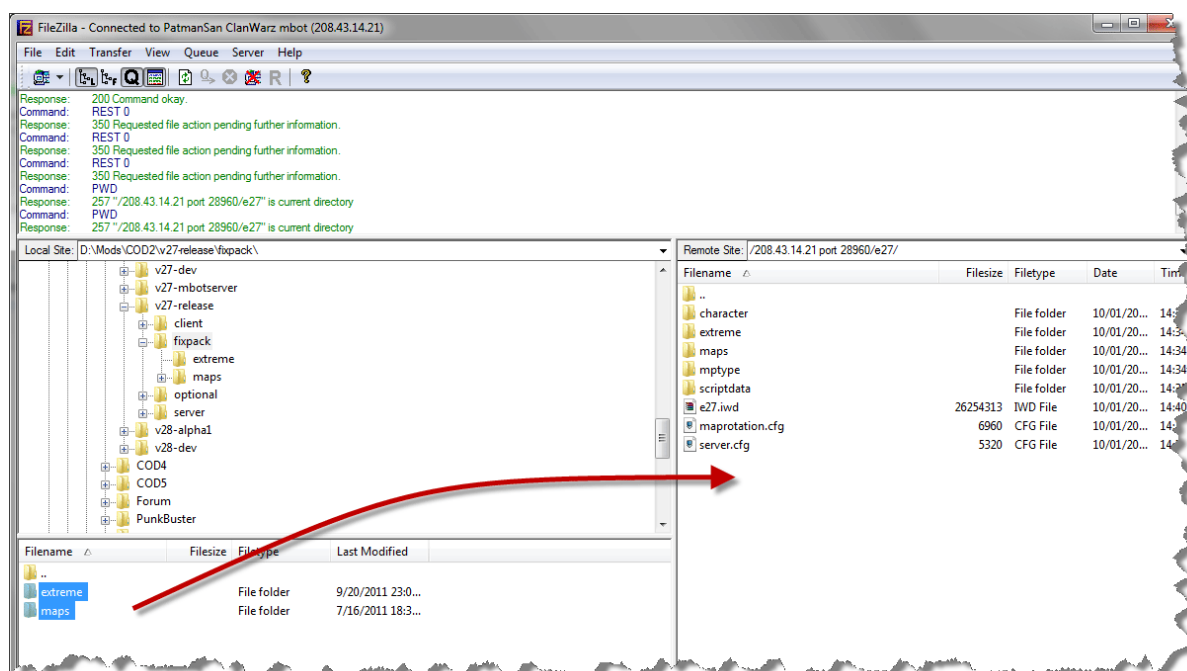 FileZilla - Connected to PatmanSan ClanWarz mbot (208.43.14.21)
File Edit Transfer View Queue Server Help
Response: 200 Command okay.
Command: REST 0
Response: 350 Requested file action pending further information.
Command: REST 0
Response: 350 Requested file action pending further information.
Command: REST 0
Response: 350 Requested file action pending further information.
Command: PWD
Response: 257 "/208.43.14.21 port 28960/e27" is current directory
Command: PWD
Response: 257 "/208.43.14.21 port 28960/e27" is current directory
Local Site: D:\Mods\COD2\v27-release\fixpack\
v27-dev
v27-mbotserver
v27-release
client
fixpack
extreme
maps
optional
server
v28-alpha1
v28-dev
COD4
COD5
Forum
PunkBuster
Filename Filesize Filetype Last Modified
..
extreme File folder 9/20/2011 23:0...
maps File folder 7/16/2011 18:3...
Remote Site: /208.43.14.21 port 28960/e27/
Filename Filesize Filetype Date
..
character File folder 10/01/20...
extreme File folder 10/01/20...
maps File folder 10/01/20... 14:34
mptype File folder 10/01/20... 14:34
scriptdata File folder 10/01/20...
e27.iwd 26254313 IWD File 10/01/20... 14:40
maprotation.cfg 6960 CFG File 10/01/20...
server.cfg 5320 CFG File 10/01/20...